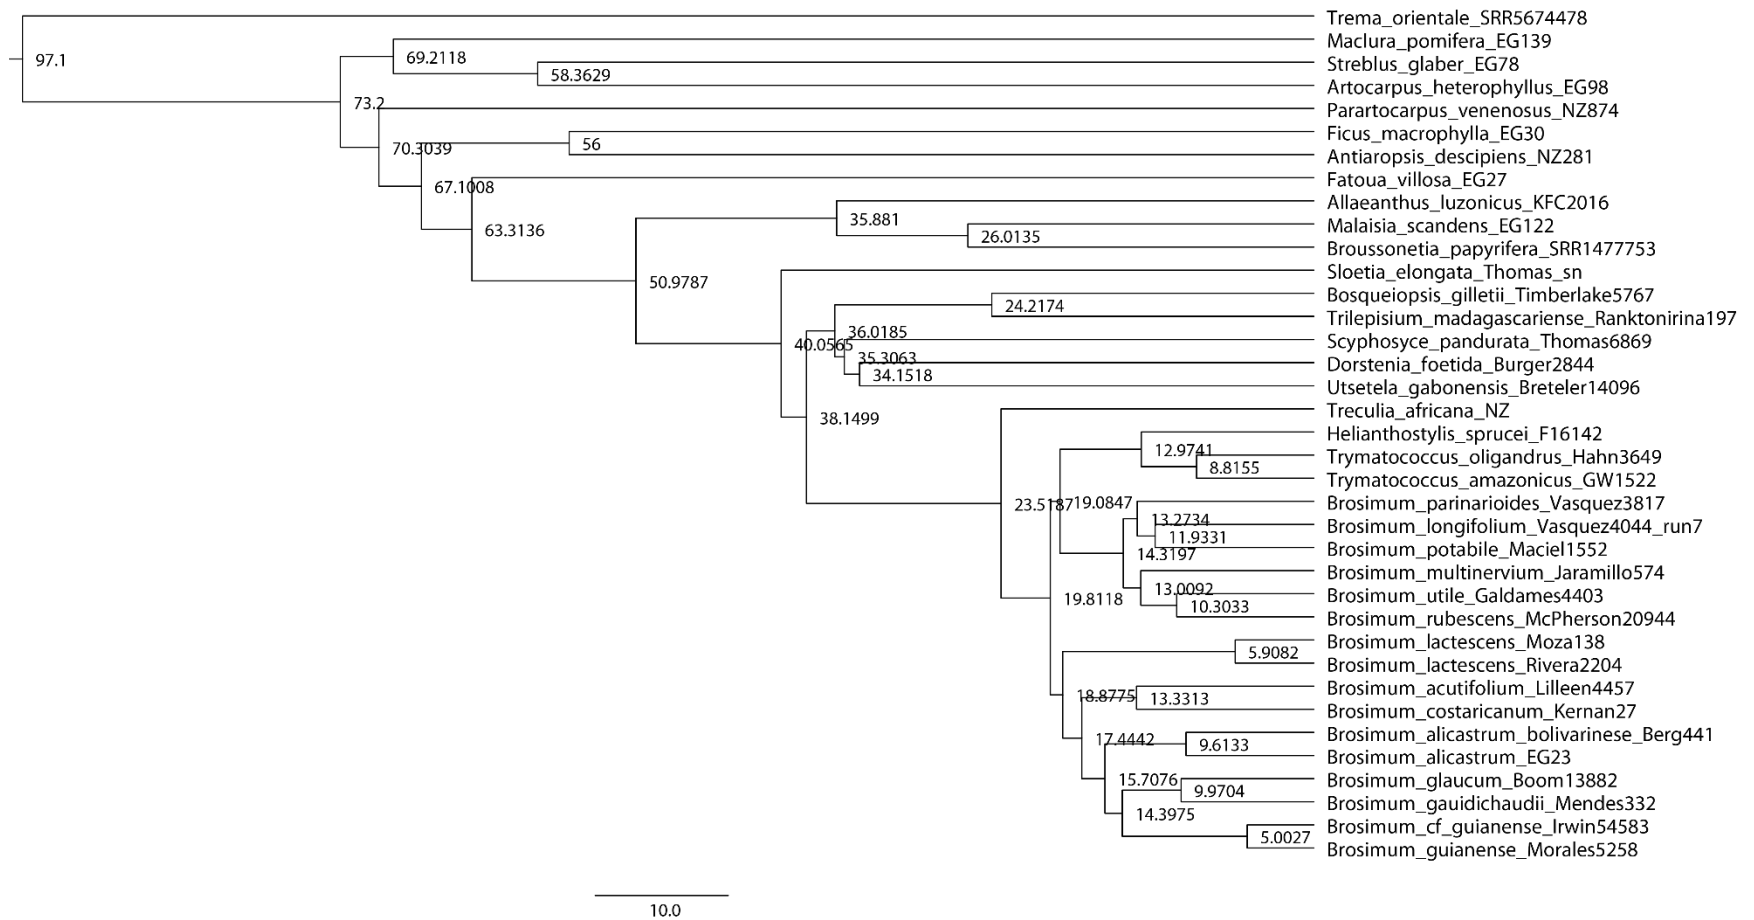 Trema_orientale_SRR5674478
Maclura_pomifera_EG139
97.1
69.2118
Streblus_glaber_EG78
58.3629
Artocarpus_heterophyllus_EG98
73.2
Parartocarpus_venenosus_NZ874
Ficus_macrophylla_EG30
70.3039
56
Antiaropsis_descipiens_NZ281
67.1008
Fatoua_villosa_EG27
Allaeanthus_luzonicus_KFC2016
35.881
Malaisia_scandens_EG122
63.3136
26.0135
Broussonetia_papyrifera_SRR1477753
Sloetia_elongata_Thomas_sn
50.9787
Bosqueiopsis_gilletii_Timberlake5767
24.2174
Trilepisium_madagascariense_Ranktonirina197
36.0185
Scyphosyce_pandurata_Thomas6869
40.0565
35.3063
Dorstenia_foetida_Burger2844
34.1518
Utsetela_gabonensis_Breteler14096
Treculia_africana_NZ
38.1499
Helianthostylis_sprucei_F16142
12.9741
Trymatococcus_oligandrus_Hahn3649
8.8155
Trymatococcus_amazonicus_GW1522
23.5187
19.0847
Brosimum_parinarioides_Vasquez3817
13.2734
Brosimum_longifolium_Vasquez4044_run7
11.9331
Brosimum_potabile_Maciel1552
14.3197
Brosimum_multinervium_Jaramillo574
13.0092
Brosimum_utile_Galdames4403
19.8118
10.3033
Brosimum_rubescens_McPherson20944
Brosimum_lactescens_Moza138
5.9082
Brosimum_lactescens_Rivera2204
Brosimum_acutifolium_Lilleen4457
18.8775
13.3313
Brosimum_costaricanum_Kernan27
Brosimum_alicastrum_bolivarinese_Berg441
17.4442
9.6133
Brosimum_alicastrum_EG23
15.7076
Brosimum_glaucum_Boom13882
9.9704
Brosimum_gauidichaudii_Mendes332
14.3975
Brosimum_cf_guianense_Irwin54583
5.0027
Brosimum_guianense_Morales5258
10.0